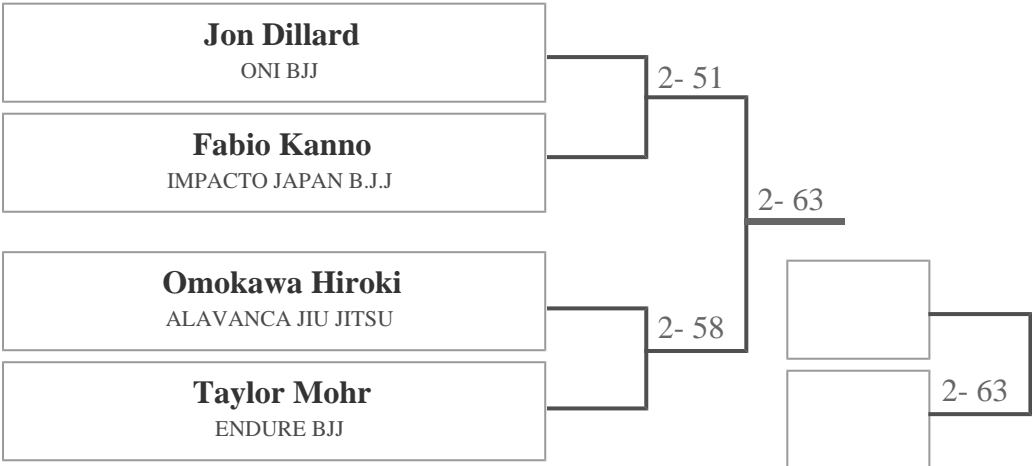 Jon Dillard
ONI BJJ
2- 51
Fabio Kanno
IMPACTO JAPAN B.J.J
2- 63
Omokawa Hiroki
ALAVANCA JIU JITSU
2- 58
Taylor Mohr
ENDURE BJJ
2- 63